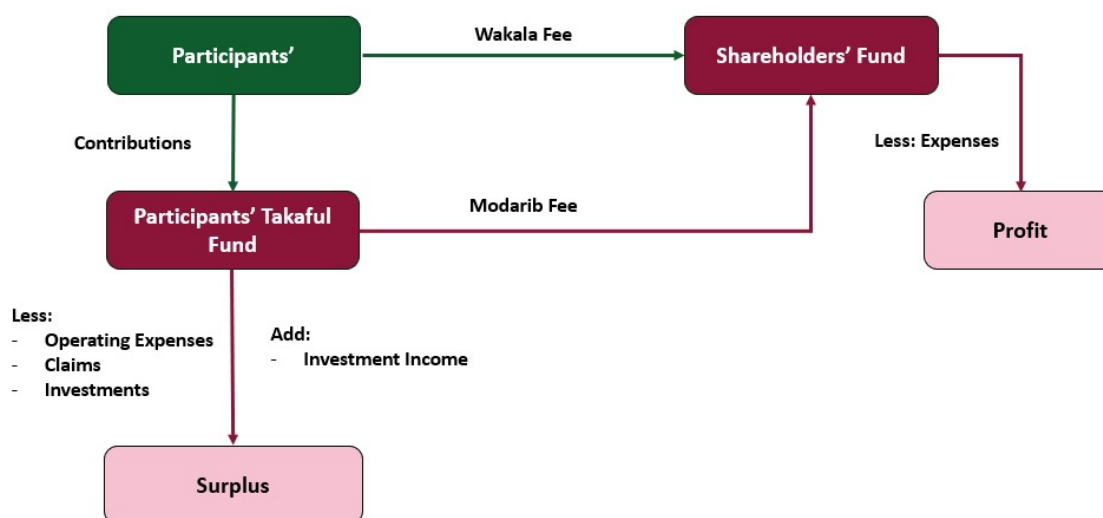 Participants’
Wakala Fee
Shareholders’ Fund
Contributions
Less: Expenses
Participants’ Takaful
Fund
Modarib Fee
Profit
Less:
- Operating Expenses
- Claims
- Investments
Add:
- Investment Income
Surplus